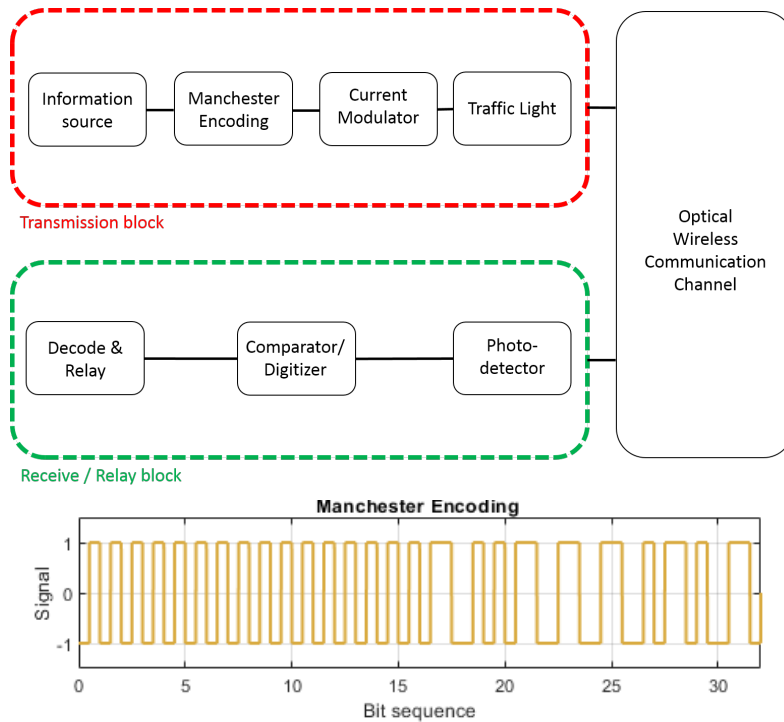 Information
source
Manchester
Encoding
Current
Modulator
Traffic Light
Transmission block
Optical
Wireless
Communication
Channel
Decode &
Relay
Comparator/
Digitizer
Photo-
detector
Receive / Relay block
Manchester Encoding
Signal
1
0
-1
0
5
10
15
20
25
30
Bit sequence